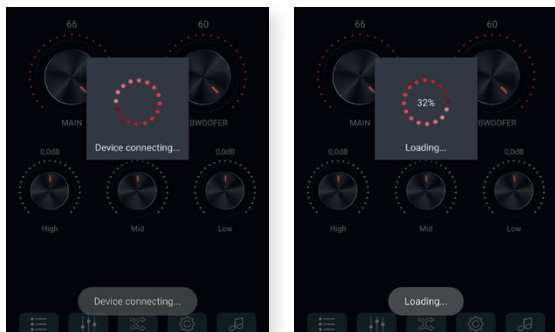 66
60
Device connecting...
MAIN
BWOOFER
0,0dB
0,0dB
High
Mid
Low
Device connecting...
66
60
32%
Loading...
MAIN
BWOOFER
0,0dB
0,0dB
High
Mid
Low
Loading...